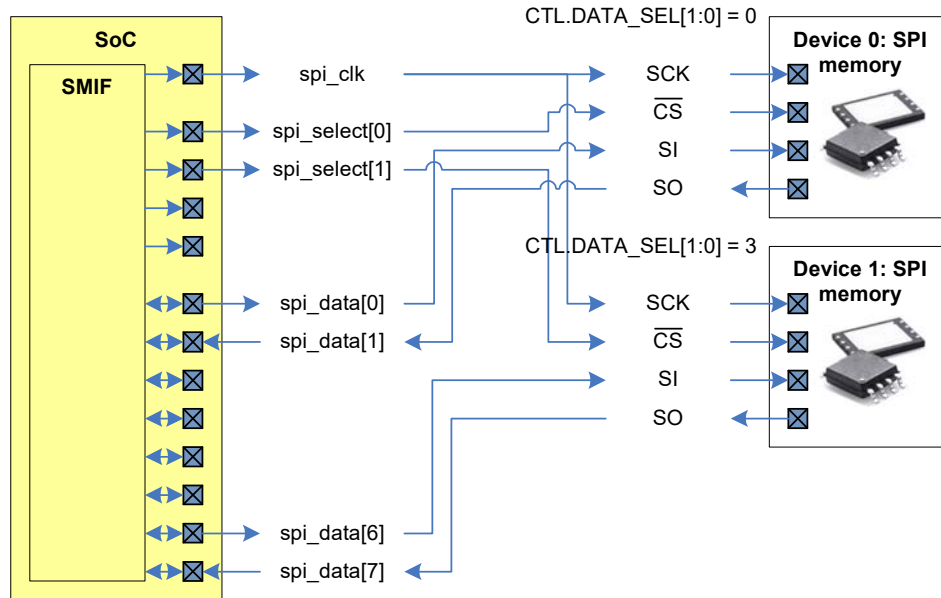 CTL.DATA_SEL[1:0] = 0
SoC
SMIF
spi_clk
spi_select[0]
spi_select[1]
spi_data[0]
spi_data[1]
spi_data[6]
spi_data[7]
SCK
CS
SI
SO
Device 0: SPI
memory
CTL.DATA_SEL[1:0] = 3
SCK
CS
SI
SO
Device 1: SPI
memory